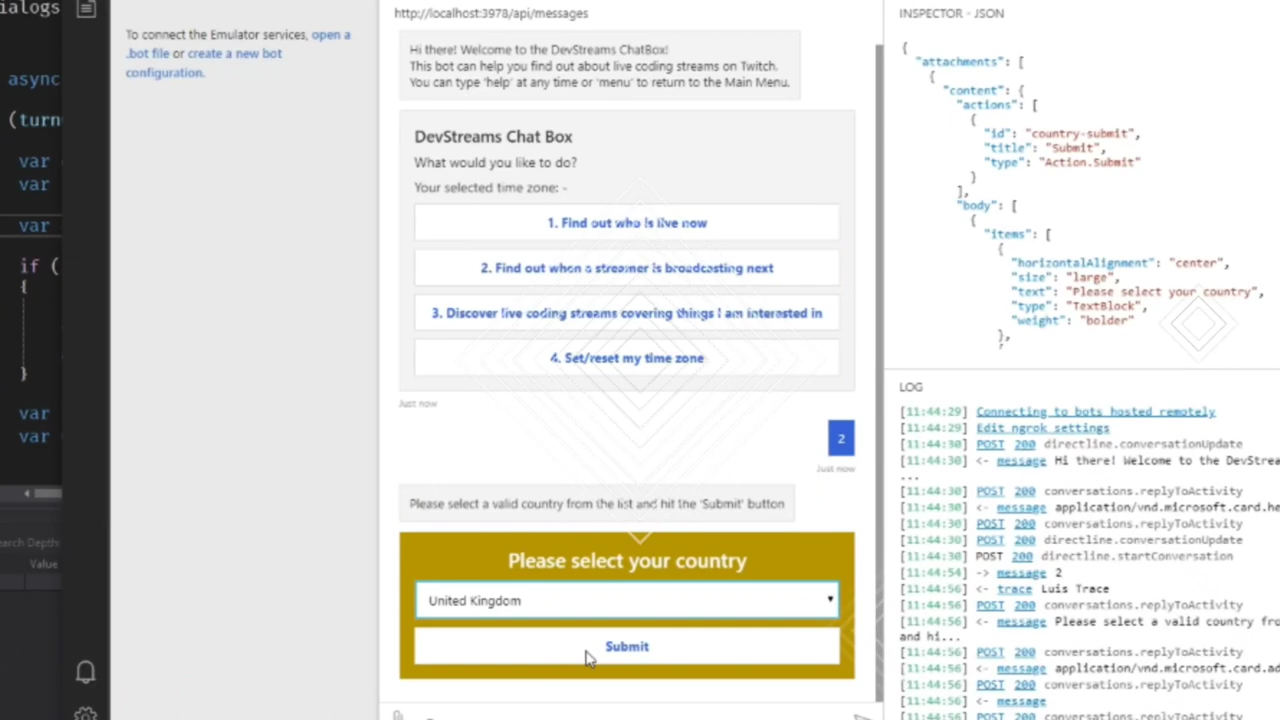 ialogs
async
(turn
var
var
var
if (
{
}
var
var
earch Depth:
Value
To connect the Emulator services, open a
.bot file or create a new bot
configuration.
http://localhost:3978/api/messages
Hi there! Welcome to the DevStreams ChatBox!
This bot can help you find out about live coding streams on Twitch.
You can type 'help' at any time or 'menu' to return to the Main Menu.
DevStreams Chat Box
What would you like to do?
Your selected time zone: -
1. Find out who is live now
2. Find out when a streamer is broadcasting next
3. Discover live coding streams covering things I am interested in
4. Set/reset my time zone
Just now
2
Just now
Please select a valid country from the list and hit the 'Submit' button
Please select your country
United Kingdom
Submit
INSPECTOR - JSON
{
"attachments": [
{
"content": {
"actions": [
{
"id": "country-submit",
"title": "Submit",
"type": "Action.Submit"
}
],
"body": [
{
"items": [
{
"horizontalAlignment": "center",
"size": "large",
"text": "Please select your country",
"type": "TextBlock",
"weight": "bolder"
},
LOG
[11:44:29] Connecting to bots hosted remotely
[11:44:29] Edit ngrok settings
[11:44:30] POST 200 directline.conversationUpdate
[11:44:30] <- message Hi there! Welcome to the DevStrea
...
[11:44:30] POST 200 conversations.replyToActivity
[11:44:30] <- message application/vnd.microsoft.card.he
[11:44:30] POST 200 conversations.replyToActivity
[11:44:30] POST 200 directline.conversationUpdate
[11:44:30] POST 200 directline.startConversation
[11:44:54] -> message 2
[11:44:56] <- trace Luis Trace
[11:44:56] POST 200 conversations.replyToActivity
[11:44:56] <- message Please select a valid country fro
and hi...
[11:44:56] POST 200 conversations.replyToActivity
[11:44:56] <- message application/vnd.microsoft.card.ad
[11:44:56] POST 200 conversations.replyToActivity
[11:44:56] <- message
[11:44:56] POST 200 conversations.replyToActivity